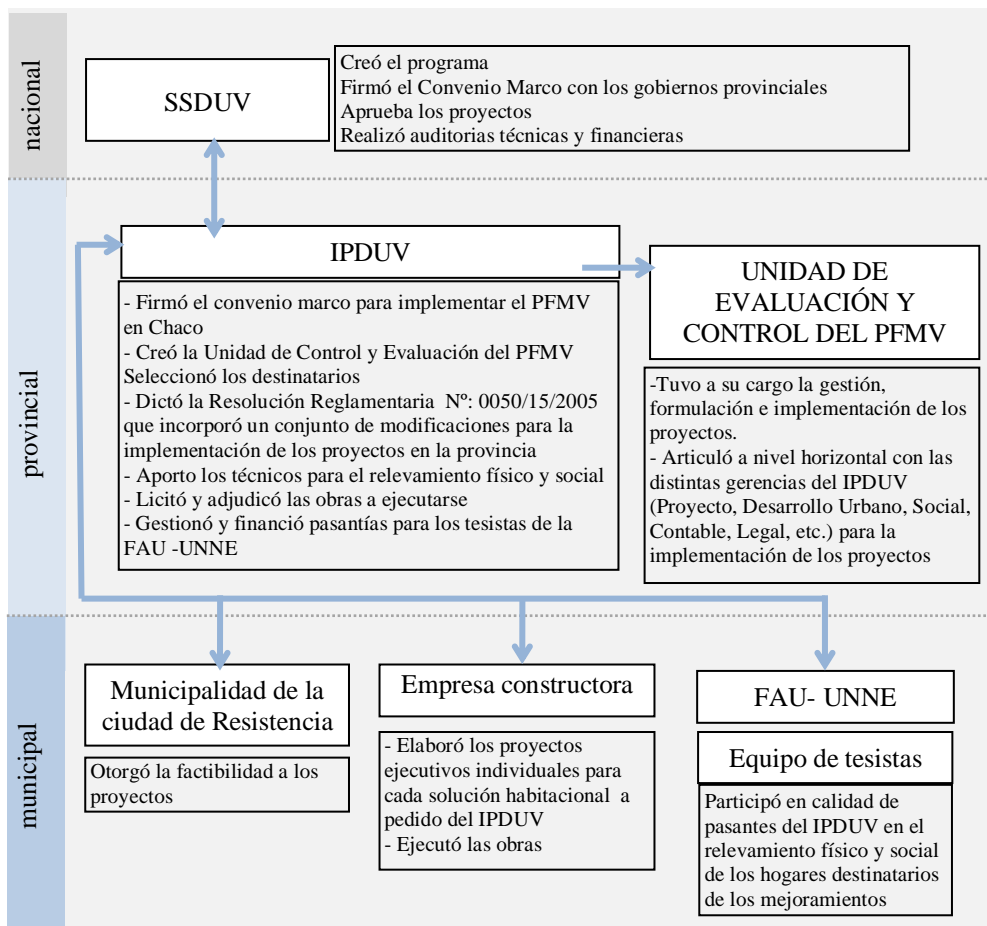 nacional
SSDUV
Creó el programa
Firmó el Convenio Marco con los gobiernos provinciales
Aprueba los proyectos
Realizó auditorias técnicas y financieras
provincial
IPDUV
- Firmó el convenio marco para implementar el PFMV
en Chaco
- Creó la Unidad de Control y Evaluación del PFMV
Seleccionó los destinatarios
- Dictó la Resolución Reglamentaria Nº: 0050/15/2005
que incorporó un conjunto de modificaciones para la
implementación de los proyectos en la provincia
- Aporto los técnicos para el relevamiento físico y social
- Licitó y adjudicó las obras a ejecutarse
- Gestionó y financió pasantías para los tesistas de la
FAU -UNNE
UNIDAD DE
EVALUACIÓN Y
CONTROL DEL PFMV
-Tuvo a su cargo la gestión,
formulación e implementación de los
proyectos.
- Articuló a nivel horizontal con las
distintas gerencias del IPDUV
(Proyecto, Desarrollo Urbano, Social,
Contable, Legal, etc.) para la
implementación de los proyectos
municipal
Municipalidad de la
ciudad de Resistencia
Otorgó la factibilidad a los
proyectos
Empresa constructora
- Elaboró los proyectos
ejecutivos individuales para
cada solución habitacional a
pedido del IPDUV
- Ejecutó las obras
FAU- UNNE
Equipo de tesistas
Participó en calidad de
pasantes del IPDUV en el
relevamiento físico y social
de los hogares destinatarios
de los mejoramientos